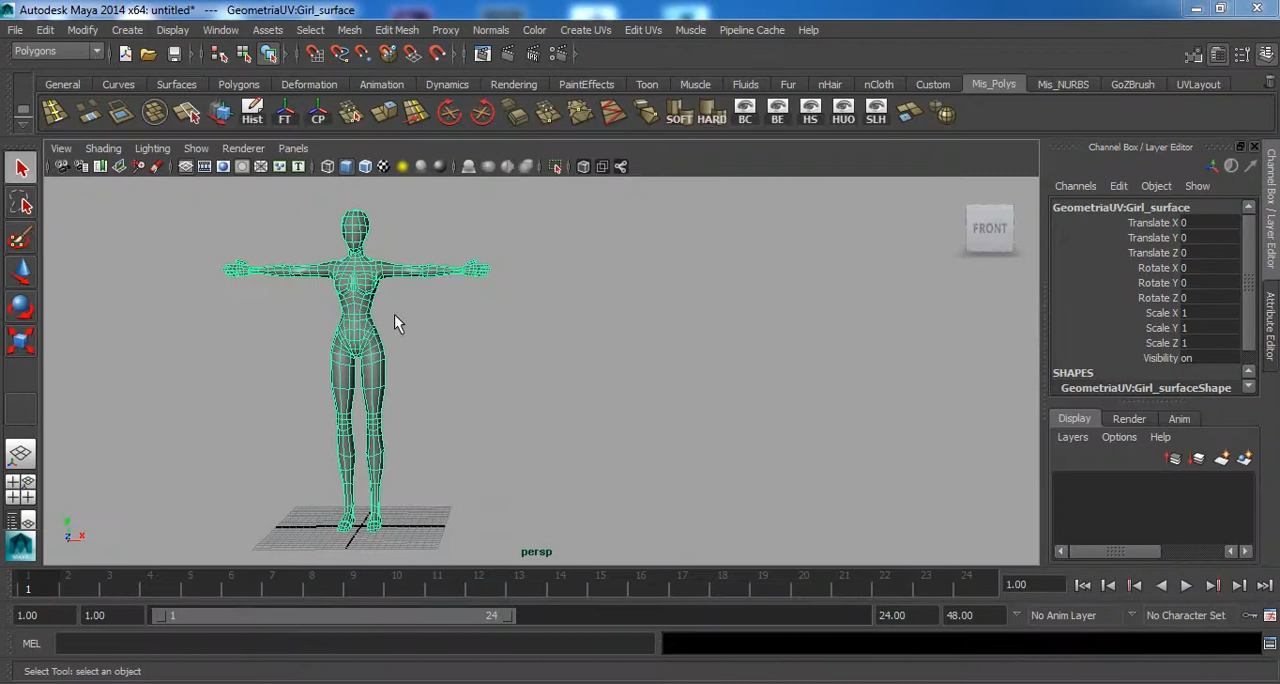 Autodesk Maya 2014 x64: untitled*   ---   GeometriaUV:Girl_surface
File Edit Modify Create Display Window Assets Select Mesh Edit Mesh Proxy Normals Color Create UVs Edit UVs Muscle Pipeline Cache Help
Polygons
General Curves Surfaces Polygons Deformation Animation Dynamics Rendering PaintEffects Toon Muscle Fluids Fur nHair nCloth Custom Mis_Polys Mis_NURBS GoZBrush UVLayout
Hist FT CP SOFT HARD BC BE HS HUO SLH
View Shading Lighting Show Renderer Panels
FRONT
persp
Channel Box / Layer Editor
Channels Edit Object Show
GeometriaUV:Girl_surface
Translate X 0
Translate Y 0
Translate Z 0
Rotate X 0
Rotate Y 0
Rotate Z 0
Scale X 1
Scale Y 1
Scale Z 1
Visibility on
SHAPES
GeometriaUV:Girl_surfaceShape
Display Render Anim
Layers Options Help
Channel Box / Layer Editor
Attribute Editor
y
z x
MAYA
1 2 3 4 5 6 7 8 9 10 11 12 13 14 15 16 17 18 19 20 21 22 23 24
1
1.00
1.00 1.00 1 24 24.00 48.00 No Anim Layer No Character Set
MEL
Select Tool: select an object